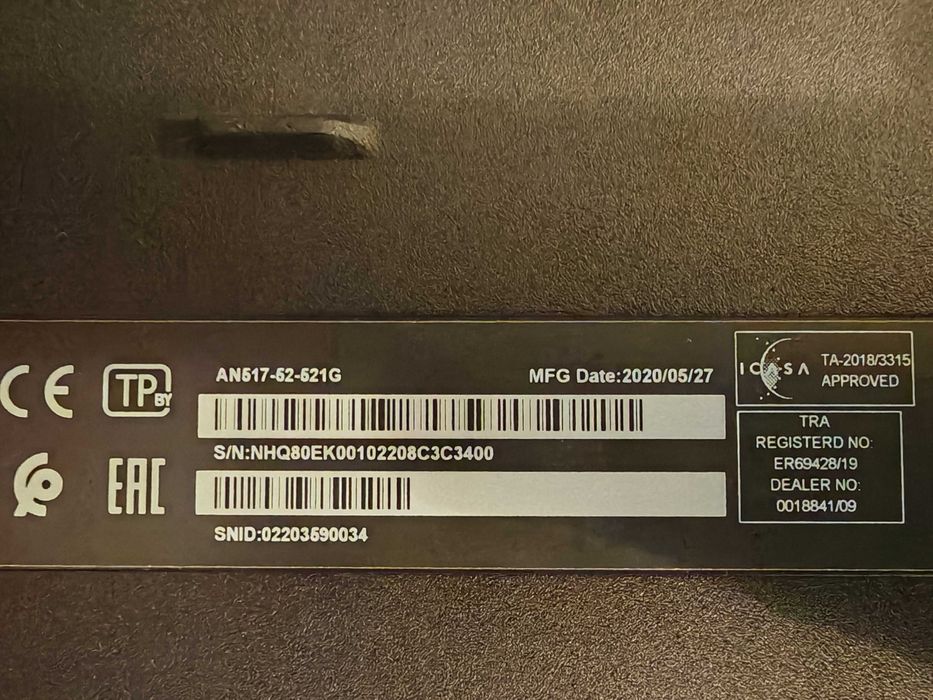 CE
TP
BY
EAC
AN517-52-521G
MFG Date:2020/05/27
S/N:NHQ80EK00102208C3C3400
SNID:02203590034
ICASA
TA-2018/3315
APPROVED
TRA
REGISTERD NO:
ER69428/19
DEALER NO:
0018841/09